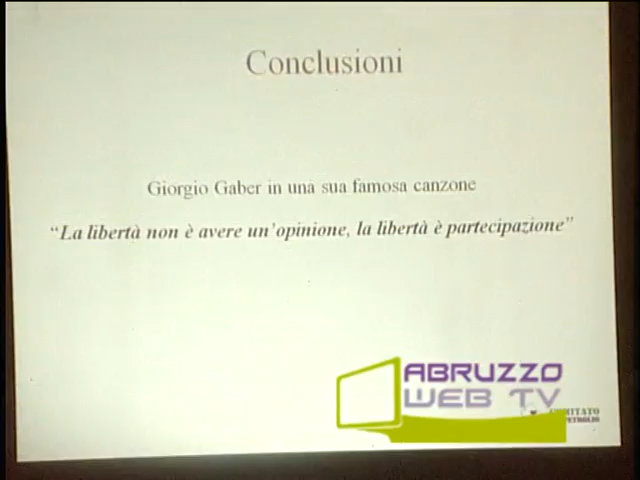 Conclusioni
Giorgio Gaber in una sua famosa canzone
“La libertà non è avere un’opinione, la libertà è partecipazione”
ABRUZZO
WEB TV